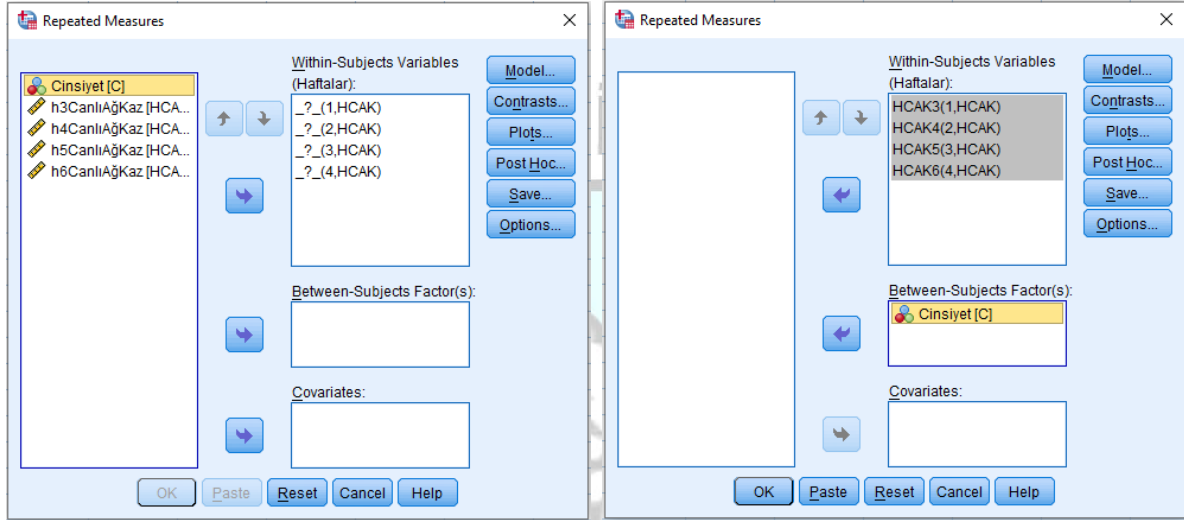 Repeated Measures
Cinsiyet [C]
h3CanlıAğKaz [HCA...
h4CanlıAğKaz [HCA...
h5CanlıAğKaz [HCA...
h6CanlıAğKaz [HCA...
Within-Subjects Variables
(Haftalar):
_?_(1,HCAK)
_?_(2,HCAK)
_?_(3,HCAK)
_?_(4,HCAK)
Between-Subjects Factor(s):
Covariates:
Model...
Contrasts...
Plots...
Post Hoc...
Save...
Options...
OK Paste Reset Cancel Help
Repeated Measures
Within-Subjects Variables
(Haftalar):
HCAK3(1,HCAK)
HCAK4(2,HCAK)
HCAK5(3,HCAK)
HCAK6(4,HCAK)
Between-Subjects Factor(s):
Cinsiyet [C]
Covariates:
Model...
Contrasts...
Plots...
Post Hoc...
Save...
Options...
OK Paste Reset Cancel Help